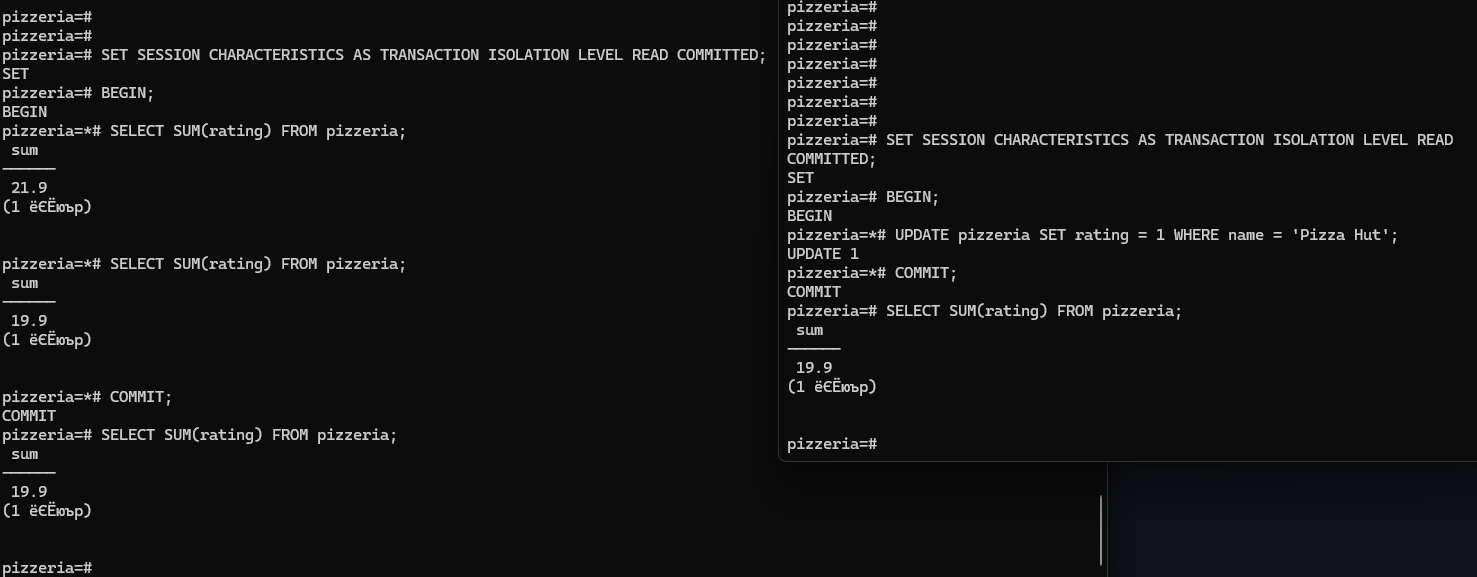 pizzeria=#
pizzeria=#
pizzeria=# SET SESSION CHARACTERISTICS AS TRANSACTION ISOLATION LEVEL READ COMMITTED;
SET
pizzeria=# BEGIN;
BEGIN
pizzeria=*# SELECT SUM(rating) FROM pizzeria;
sum
------
21.9
(1 ёЄЁюър)
pizzeria=*# SELECT SUM(rating) FROM pizzeria;
sum
------
19.9
(1 ёЄЁюър)
pizzeria=*# COMMIT;
COMMIT
pizzeria=# SELECT SUM(rating) FROM pizzeria;
sum
------
19.9
(1 ёЄЁюър)
pizzeria=#
pizzeria=#
pizzeria=#
pizzeria=#
pizzeria=#
pizzeria=#
pizzeria=#
pizzeria=#
pizzeria=# SET SESSION CHARACTERISTICS AS TRANSACTION ISOLATION LEVEL READ
COMMITTED;
SET
pizzeria=# BEGIN;
BEGIN
pizzeria=*# UPDATE pizzeria SET rating = 1 WHERE name = 'Pizza Hut';
UPDATE 1
pizzeria=*# COMMIT;
COMMIT
pizzeria=# SELECT SUM(rating) FROM pizzeria;
sum
------
19.9
(1 ёЄЁюър)
pizzeria=#